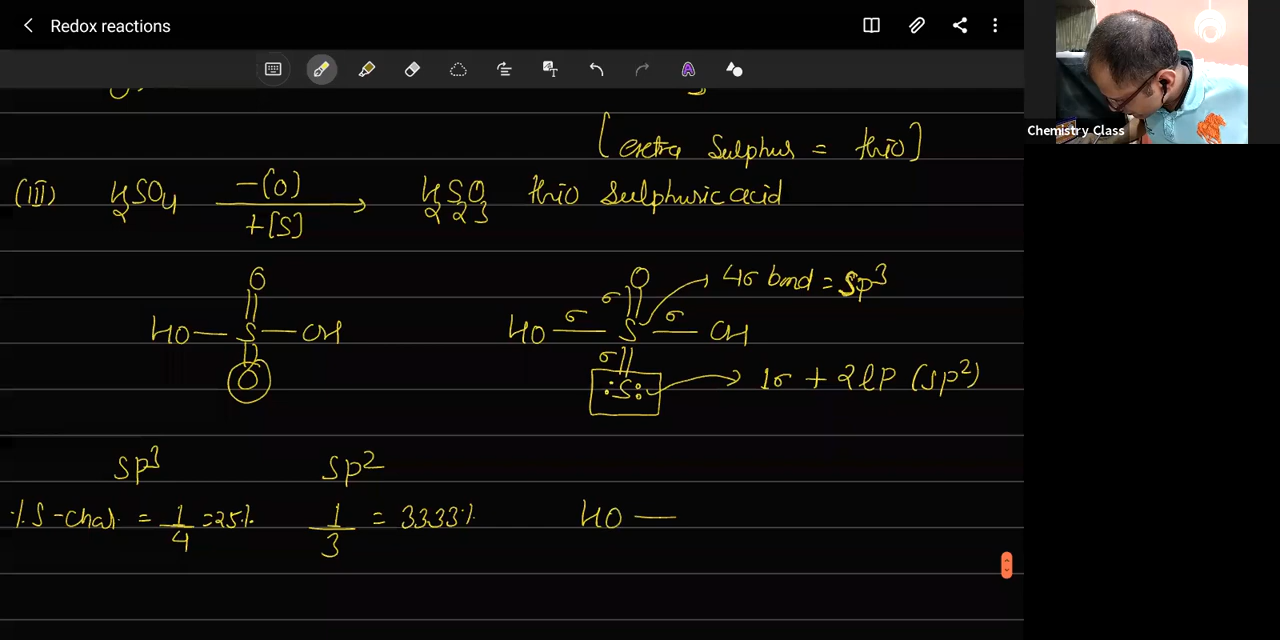 Redox reactions
Chemistry Class
[extra Sulphur = thio]
(III) H2SO4 -[O] +[S] → H2S2O3 thio Sulphuric acid
O O 4σ bond = Sp³
HO — S — OH HO σ S σ OH
σ σ
O :S: → 1σ + 2lP (SP²)
SP³ SP²
% S-char. = 1/4 = 25% 1/3 = 33.33% HO —